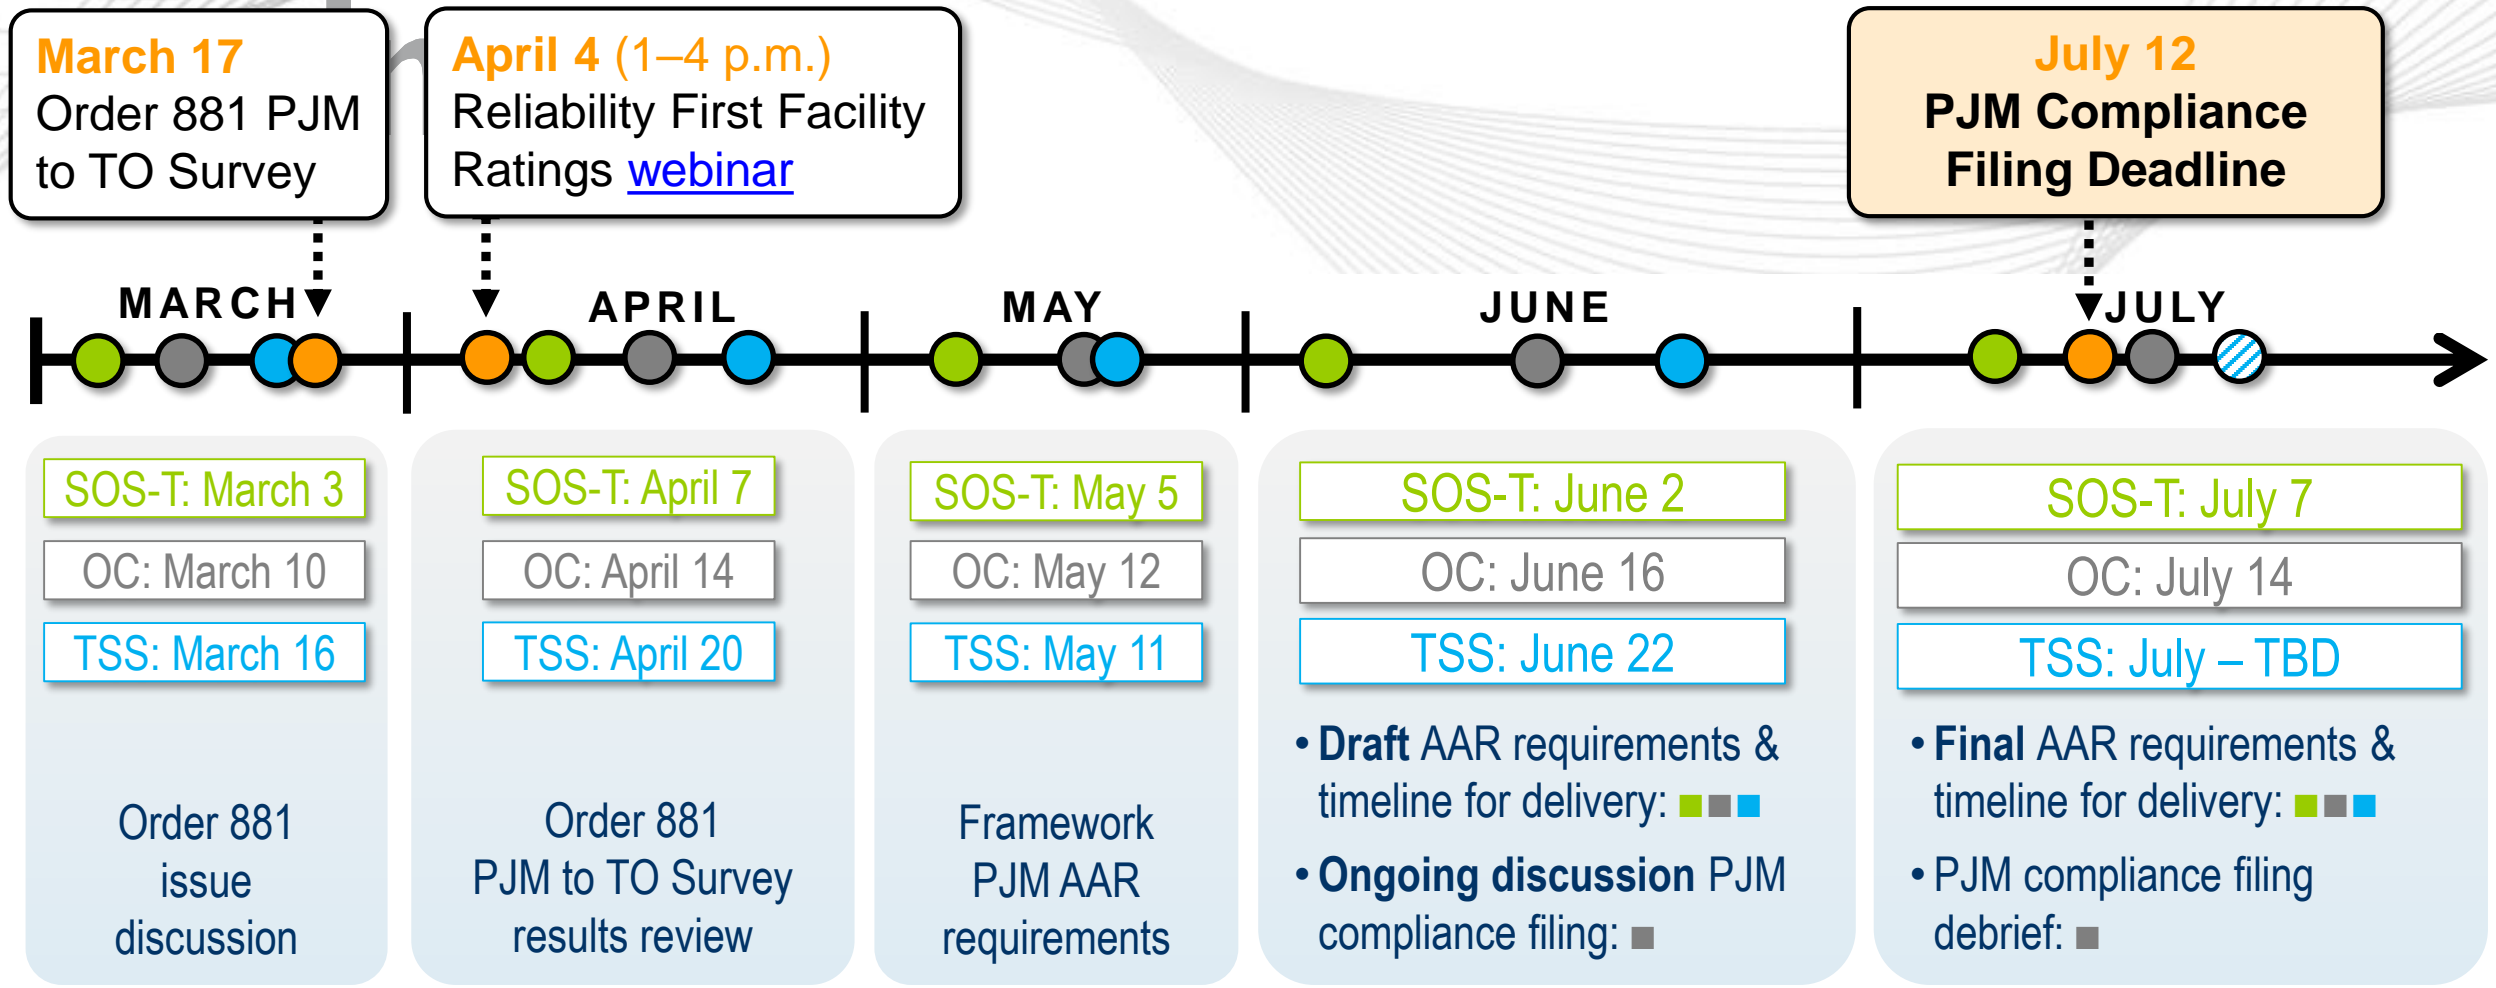 March 17
Order 881 PJM
to TO Survey
April 4 (1–4 p.m.)
Reliability First Facility
Ratings webinar
July 12
PJM Compliance
Filing Deadline
MARCH
APRIL
MAY
JUNE
JULY
SOS-T: March 3
OC: March 10
TSS: March 16
Order 881
issue
discussion
SOS-T: April 7
OC: April 14
TSS: April 20
Order 881
PJM to TO Survey
results review
SOS-T: May 5
OC: May 12
TSS: May 11
Framework
PJM AAR
requirements
SOS-T: June 2
OC: June 16
TSS: June 22
• Draft AAR requirements &
timeline for delivery:
• Ongoing discussion PJM
compliance filing:
SOS-T: July 7
OC: July 14
TSS: July – TBD
• Final AAR requirements &
timeline for delivery:
• PJM compliance filing
debrief: